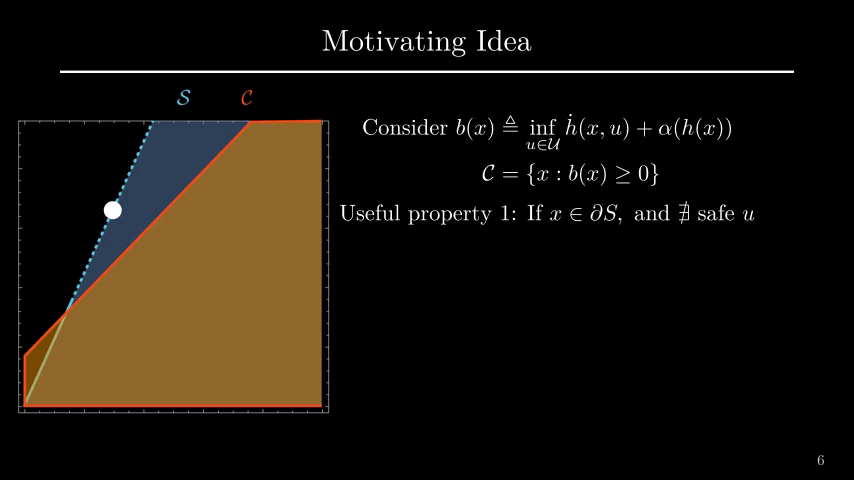 Motivating Idea
𝒮 𝒞
Consider b(x) ≜ inf_{u∈𝒰} ḣ(x, u) + α(h(x))
𝒞 = {x : b(x) ≥ 0}
Useful property 1: If x ∈ ∂S, and ∄ safe u
6